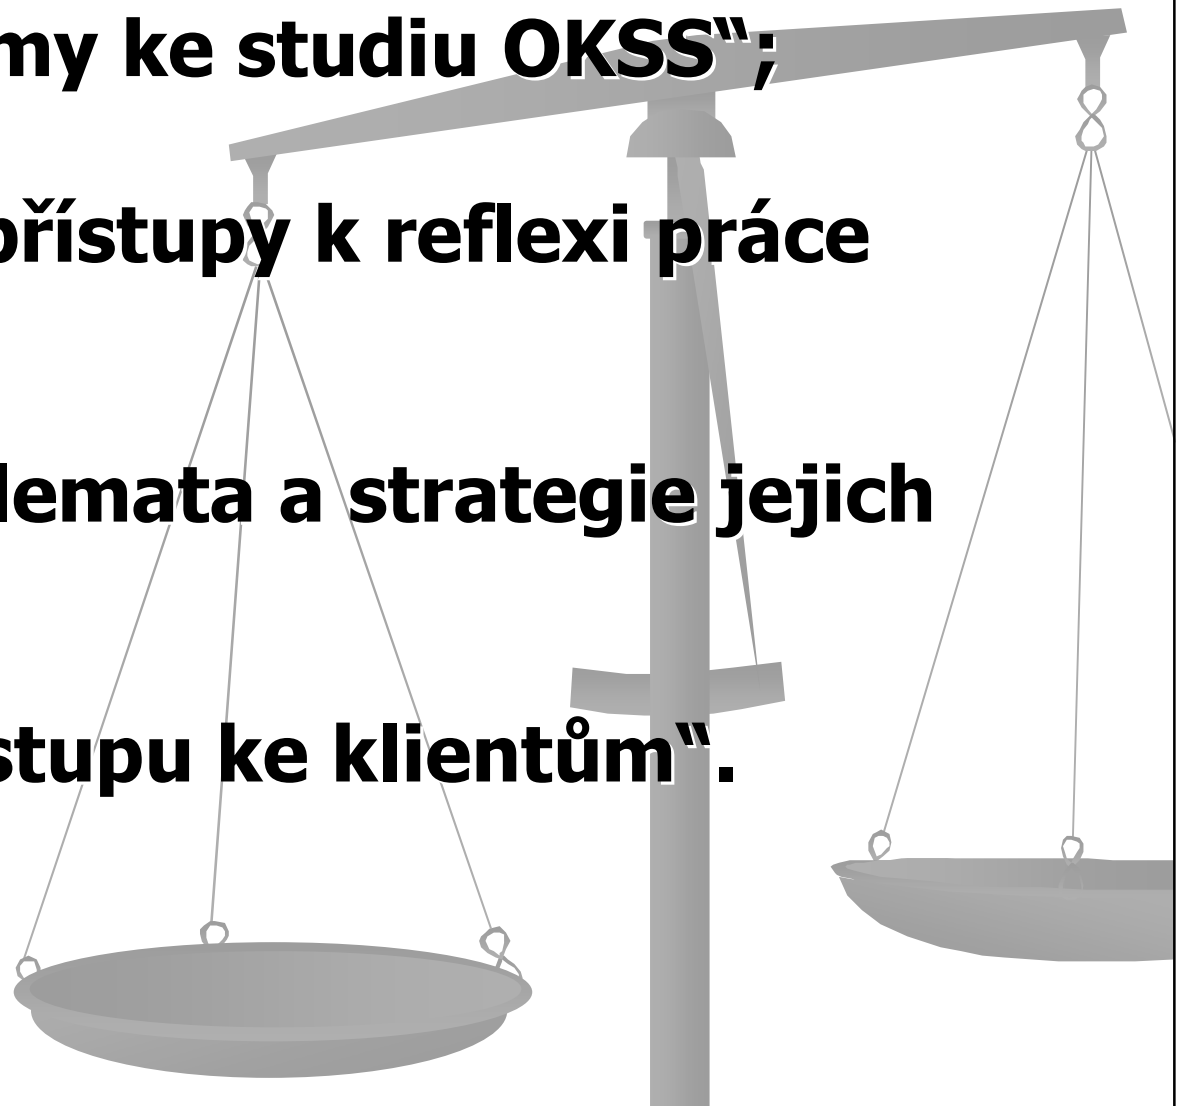 my ke studiu OKSS“;
přístupy k reflexi práce
lemata a strategie jejich
stupu ke klientům“.